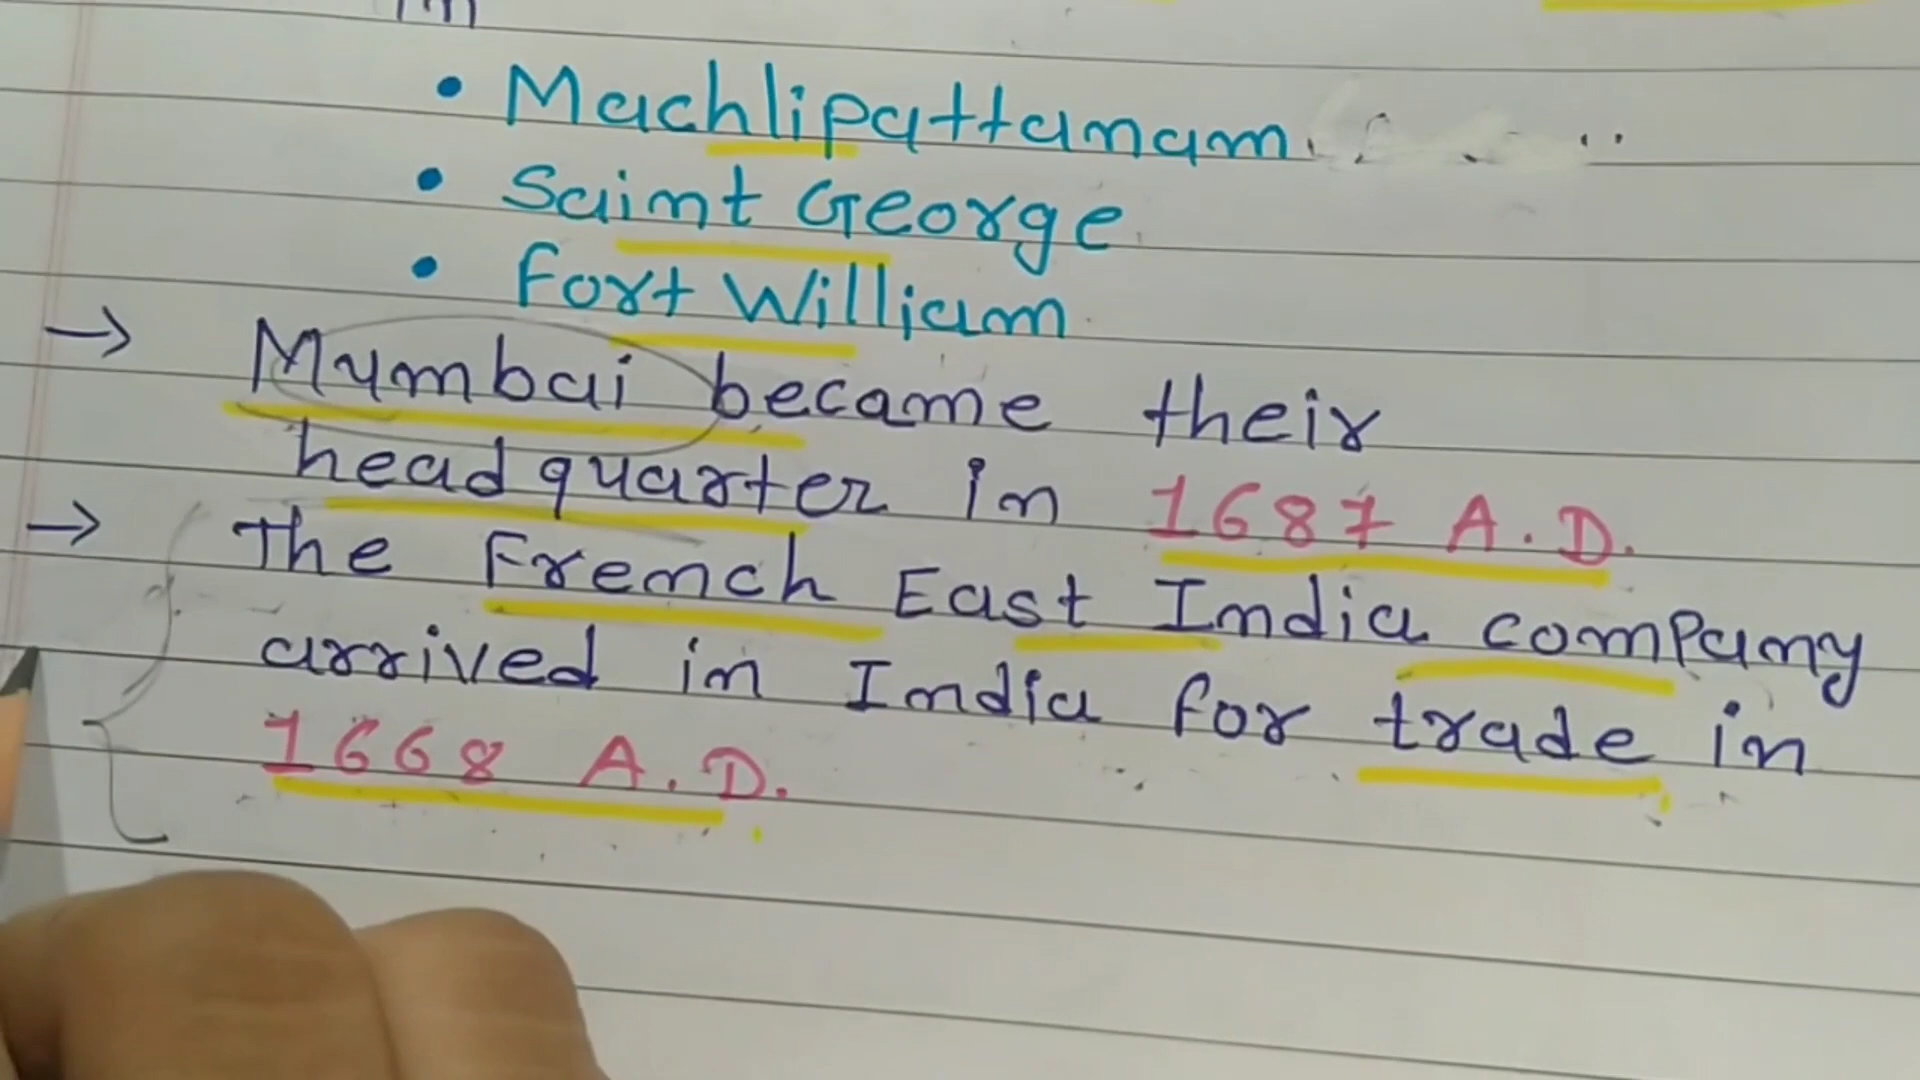 • Machlipattanam
• Saint George
• Fort William
→ Mumbai became their
headquarter in 1687 A.D.
→ The French East India company
arrived in India for trade in
1668 A.D.